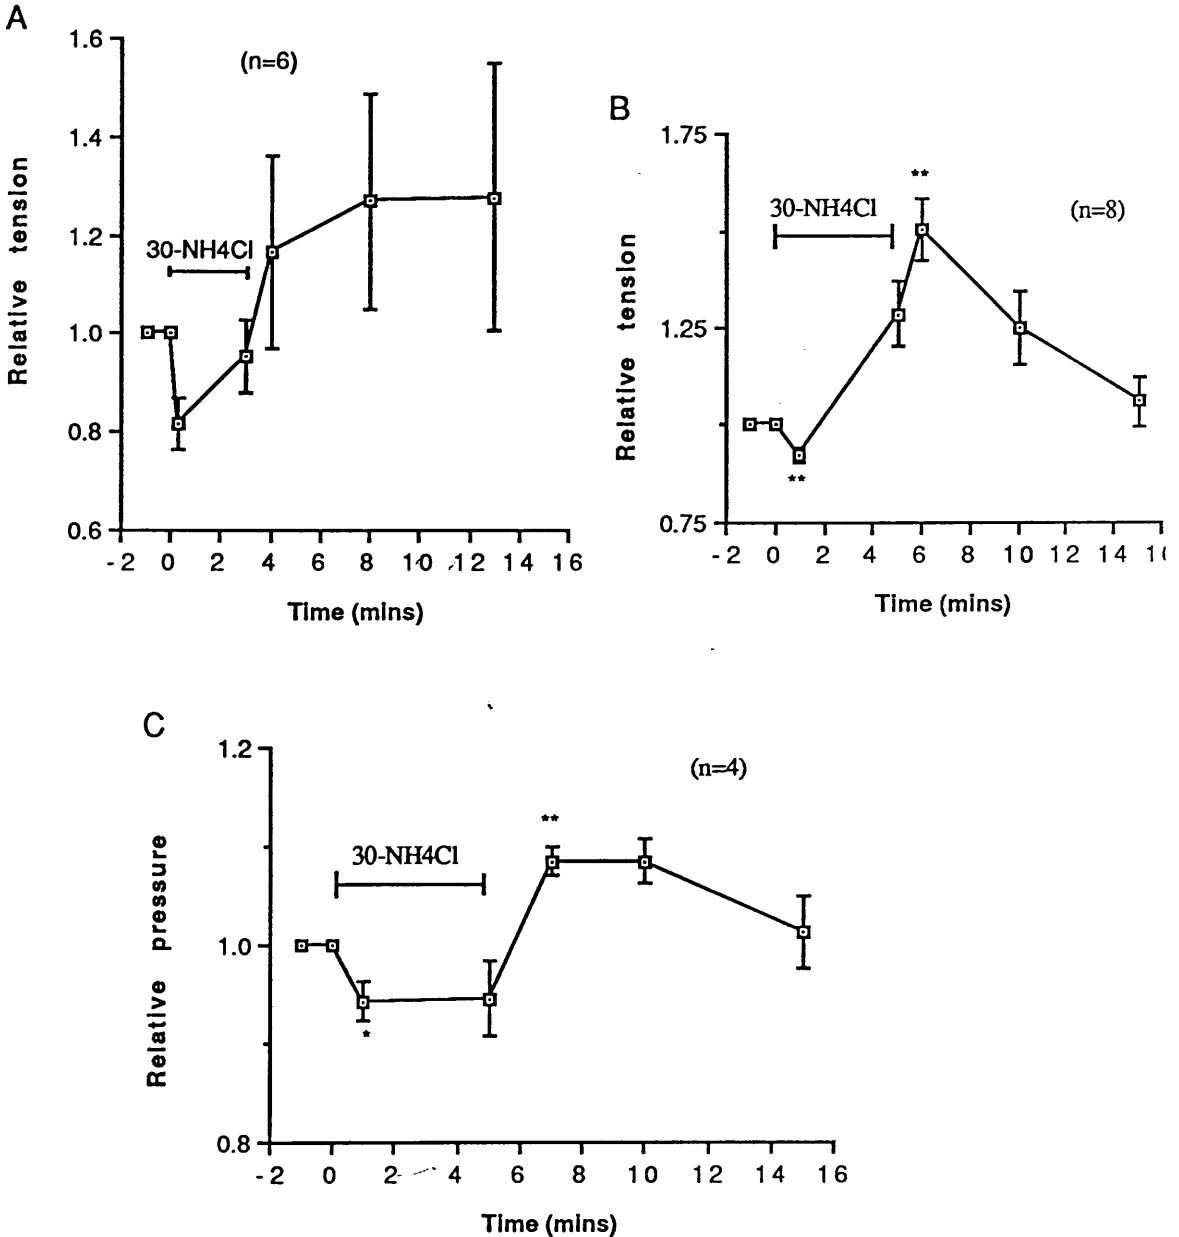 A
1.6
(n=6)
1.4
1.2
30-NH4Cl
1.0
0.8
0.6
-2 0 2 4 6 8 10 12 14 16
Time (mins)
Relative tension
B
1.75
**
30-NH4Cl
(n=8)
1.25
**
0.75
-2 0 2 4 6 8 10 12 14
Time (mins)
Relative tension
C
1.2
(n=4)
**
30-NH4Cl
1.0
*
0.8
-2 0 2 4 6 8 10 12 14 16
Time (mins)
Relative pressure